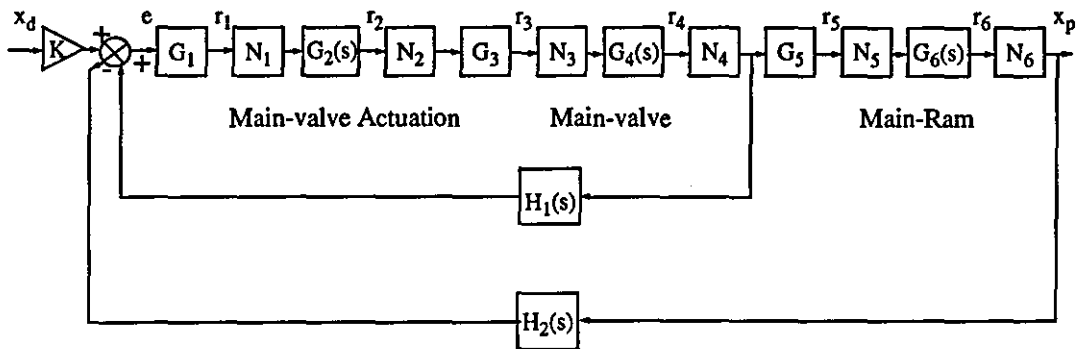 x_d e r_1 r_2 r_3 r_4 r_5 r_6 x_p
K + + - G_1 N_1 G_2(s) N_2 G_3 N_3 G_4(s) N_4 G_5 N_5 G_6(s) N_6
Main-valve Actuation Main-valve Main-Ram
H_1(s)
H_2(s)